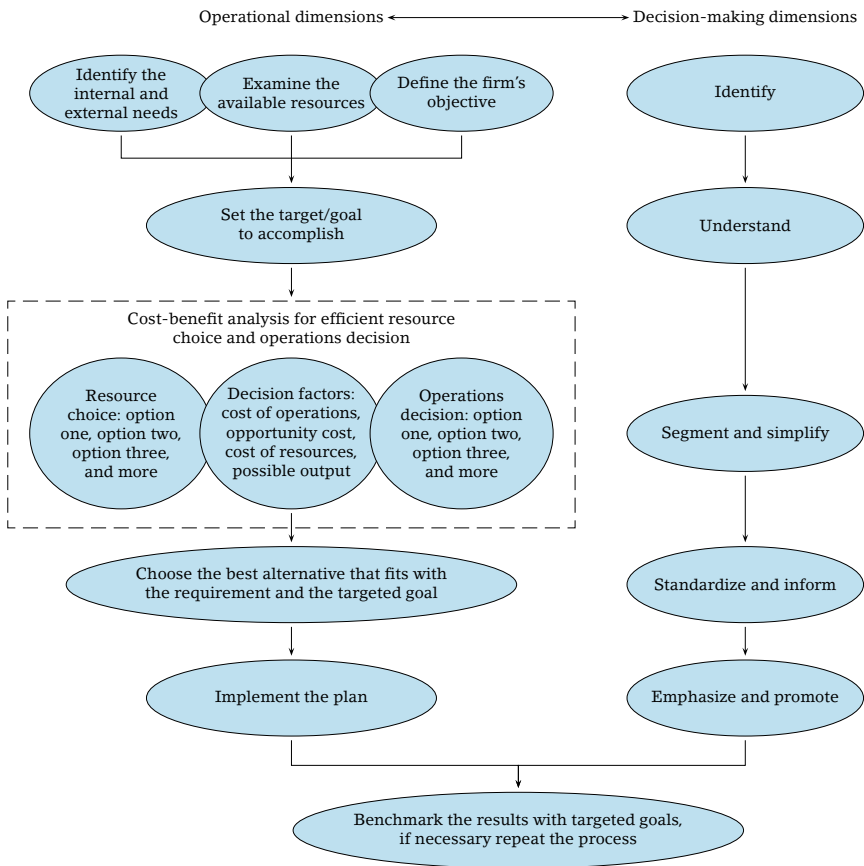 Operational dimensions
Decision-making dimensions
Identify the
internal and
external needs
Examine the
available resources
Define the firm's
objective
Identify
Set the target/goal
to accomplish
Understand
Cost-benefit analysis for efficient resource
choice and operations decision
Resource
choice: option
one, option two,
option three,
and more
Decision factors:
cost of operations,
opportunity cost,
cost of resources,
possible output
Operations
decision: option
one, option two,
option three,
and more
Segment and simplify
Choose the best alternative that fits with
the requirement and the targeted goal
Standardize and inform
Implement the plan
Emphasize and promote
Benchmark the results with targeted goals,
if necessary repeat the process